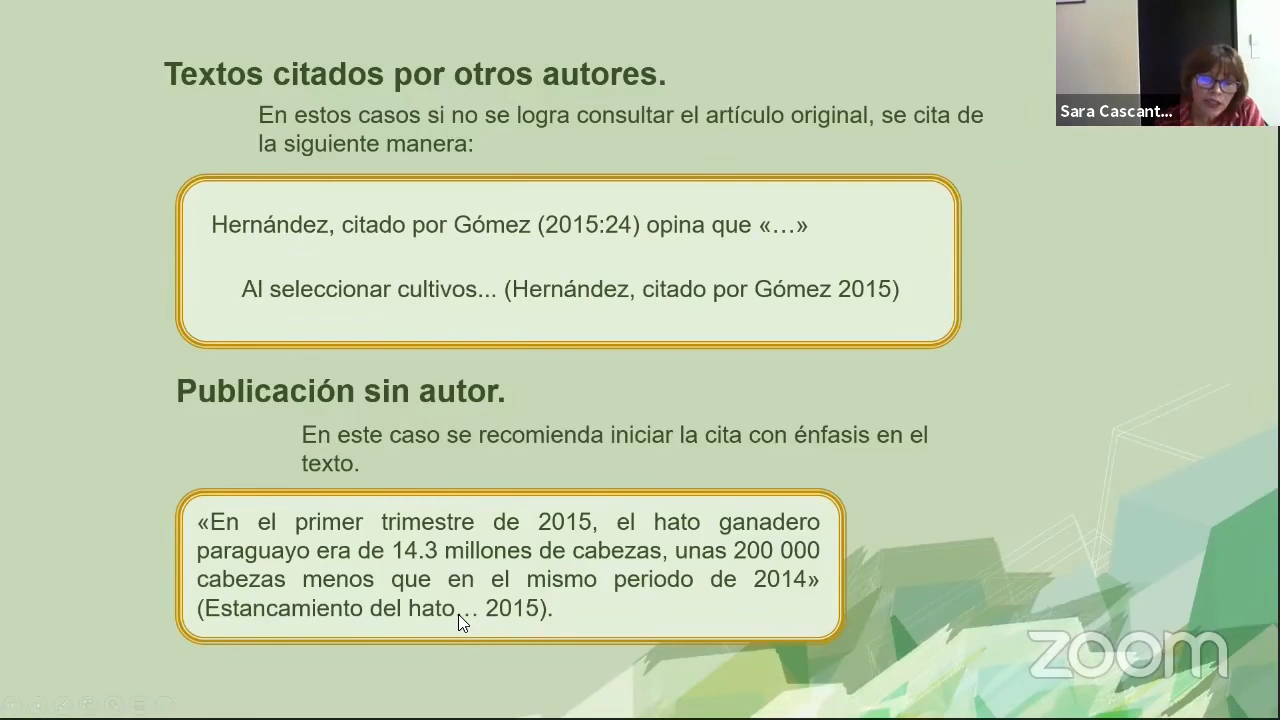 Textos citados por otros autores.
En estos casos si no se logra consultar el artículo original, se cita de
la siguiente manera:
Sara Cascant...
Hernández, citado por Gómez (2015:24) opina que «…»
Al seleccionar cultivos... (Hernández, citado por Gómez 2015)
Publicación sin autor.
En este caso se recomienda iniciar la cita con énfasis en el
texto.
«En el primer trimestre de 2015, el hato ganadero
paraguayo era de 14.3 millones de cabezas, unas 200 000
cabezas menos que en el mismo periodo de 2014»
(Estancamiento del hato… 2015).
zoom